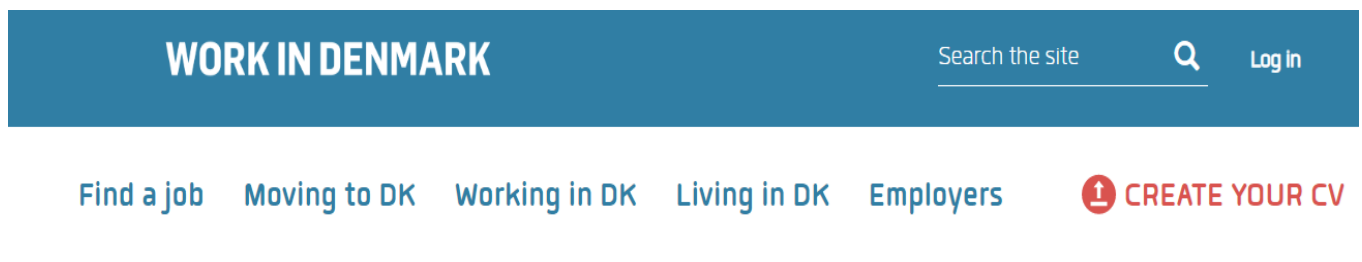 WORK IN DENMARK
Search the site
Log in
Find a job
Moving to DK
Working in DK
Living in DK
Employers
CREATE YOUR CV